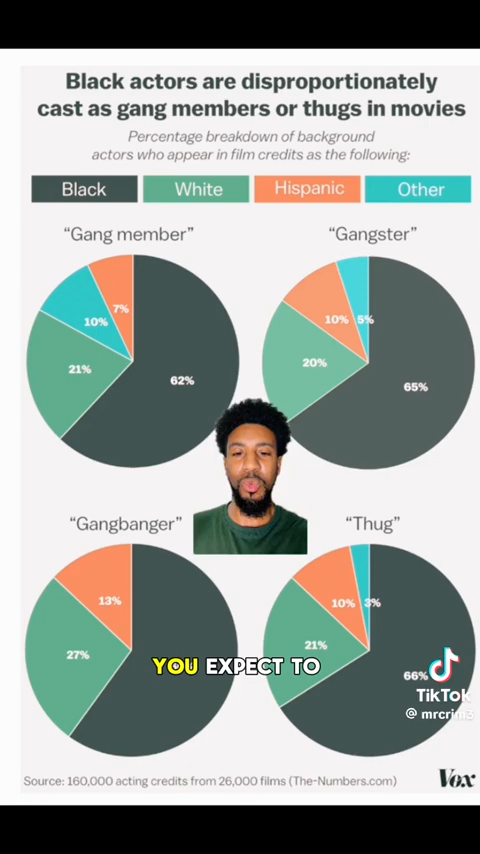 Black actors are disproportionately
cast as gang members or thugs in movies
Percentage breakdown of background
actors who appear in film credits as the following:
Black White Hispanic Other
“Gang member” “Gangster”
7%
10%
21%
62%
10% 5%
20%
65%
“Gangbanger” “Thug”
13%
27%
10% 3%
21%
66%
YOU EXPECT TO
TikTok
@ mrcrim3
Source: 160,000 acting credits from 26,000 films (The-Numbers.com)
Vox